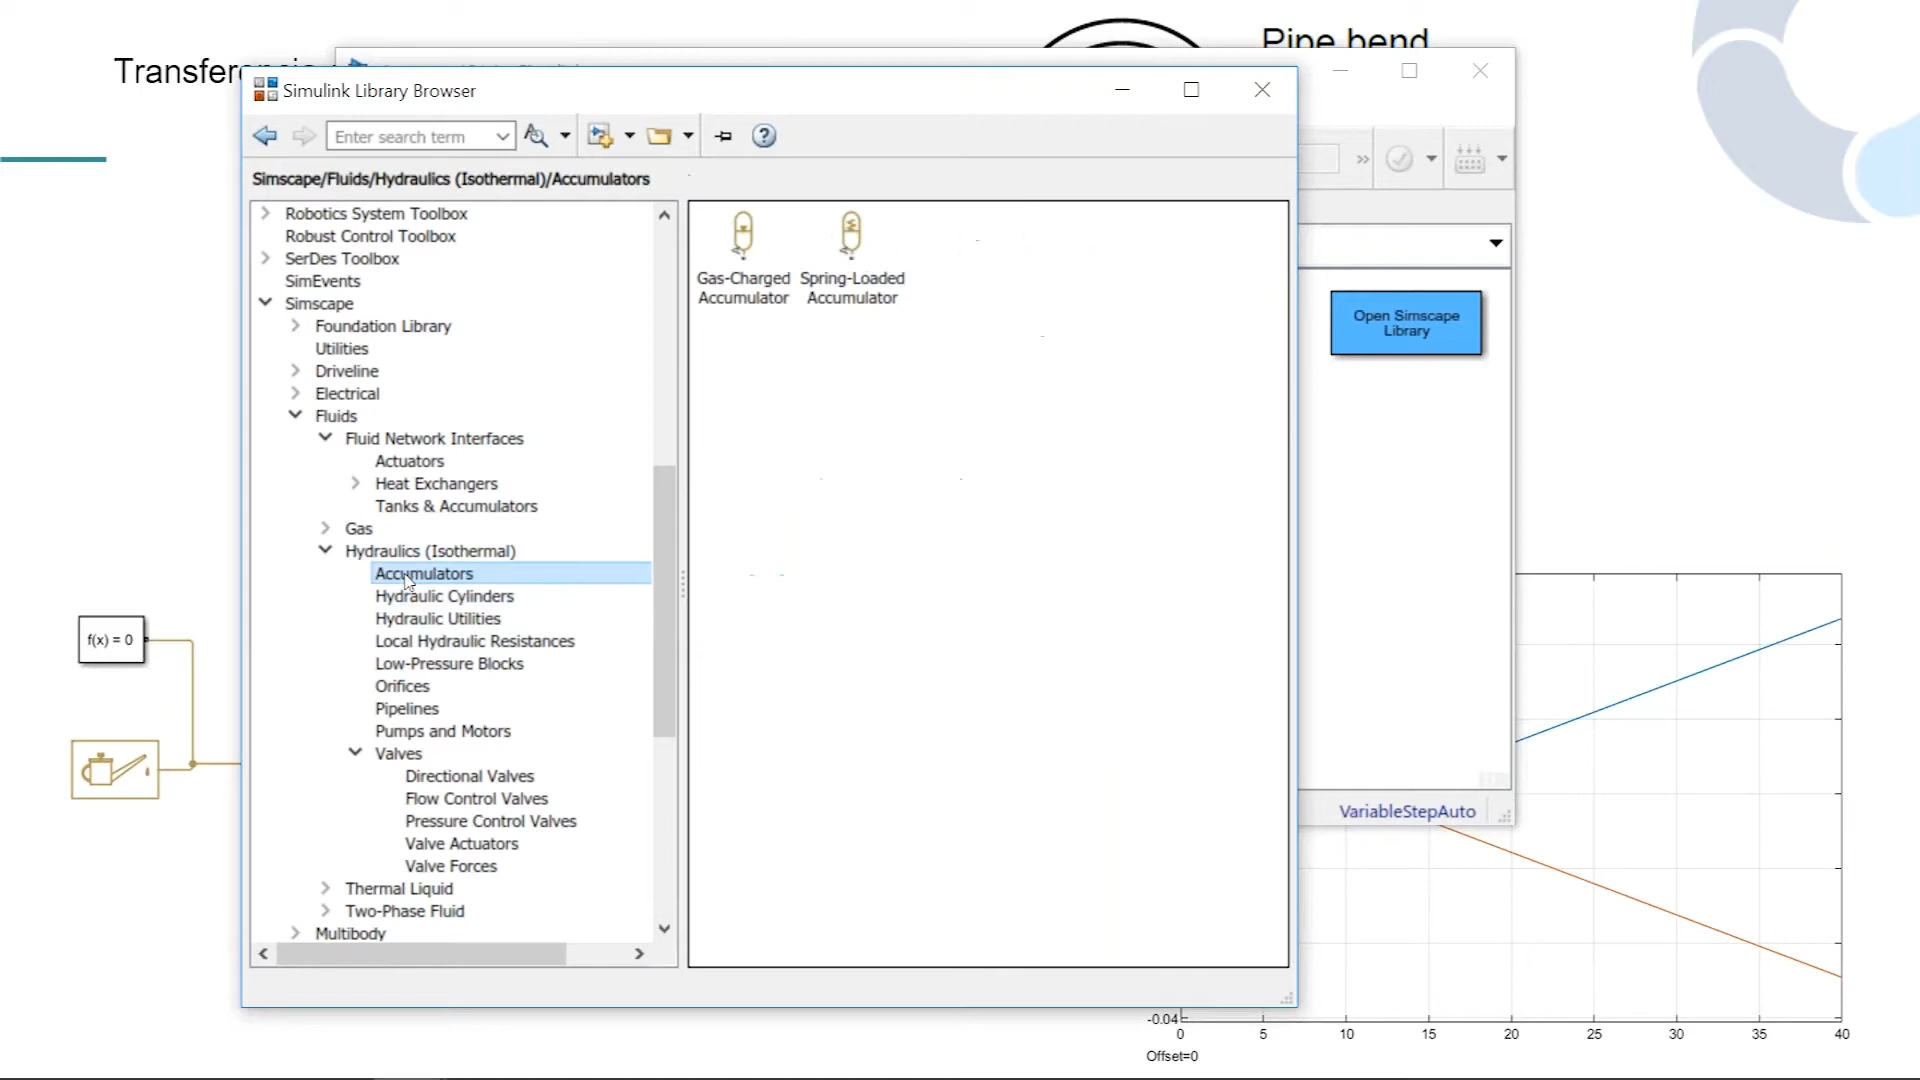 Pipe bend
Transferencia
Simulink Library Browser
Enter search term
Simscape/Fluids/Hydraulics (Isothermal)/Accumulators
Robotics System Toolbox
Robust Control Toolbox
SerDes Toolbox
SimEvents
Simscape
Foundation Library
Utilities
Driveline
Electrical
Fluids
Fluid Network Interfaces
Actuators
Heat Exchangers
Tanks & Accumulators
Gas
Hydraulics (Isothermal)
Accumulators
Hydraulic Cylinders
Hydraulic Utilities
Local Hydraulic Resistances
Low-Pressure Blocks
Orifices
Pipelines
Pumps and Motors
Valves
Directional Valves
Flow Control Valves
Pressure Control Valves
Valve Actuators
Valve Forces
Thermal Liquid
Two-Phase Fluid
Multibody
Gas-Charged
Accumulator
Spring-Loaded
Accumulator
Open Simscape
Library
VariableStepAuto
f(x) = 0
-0.04
0 5 10 15 20 25 30 35 40
Offset=0